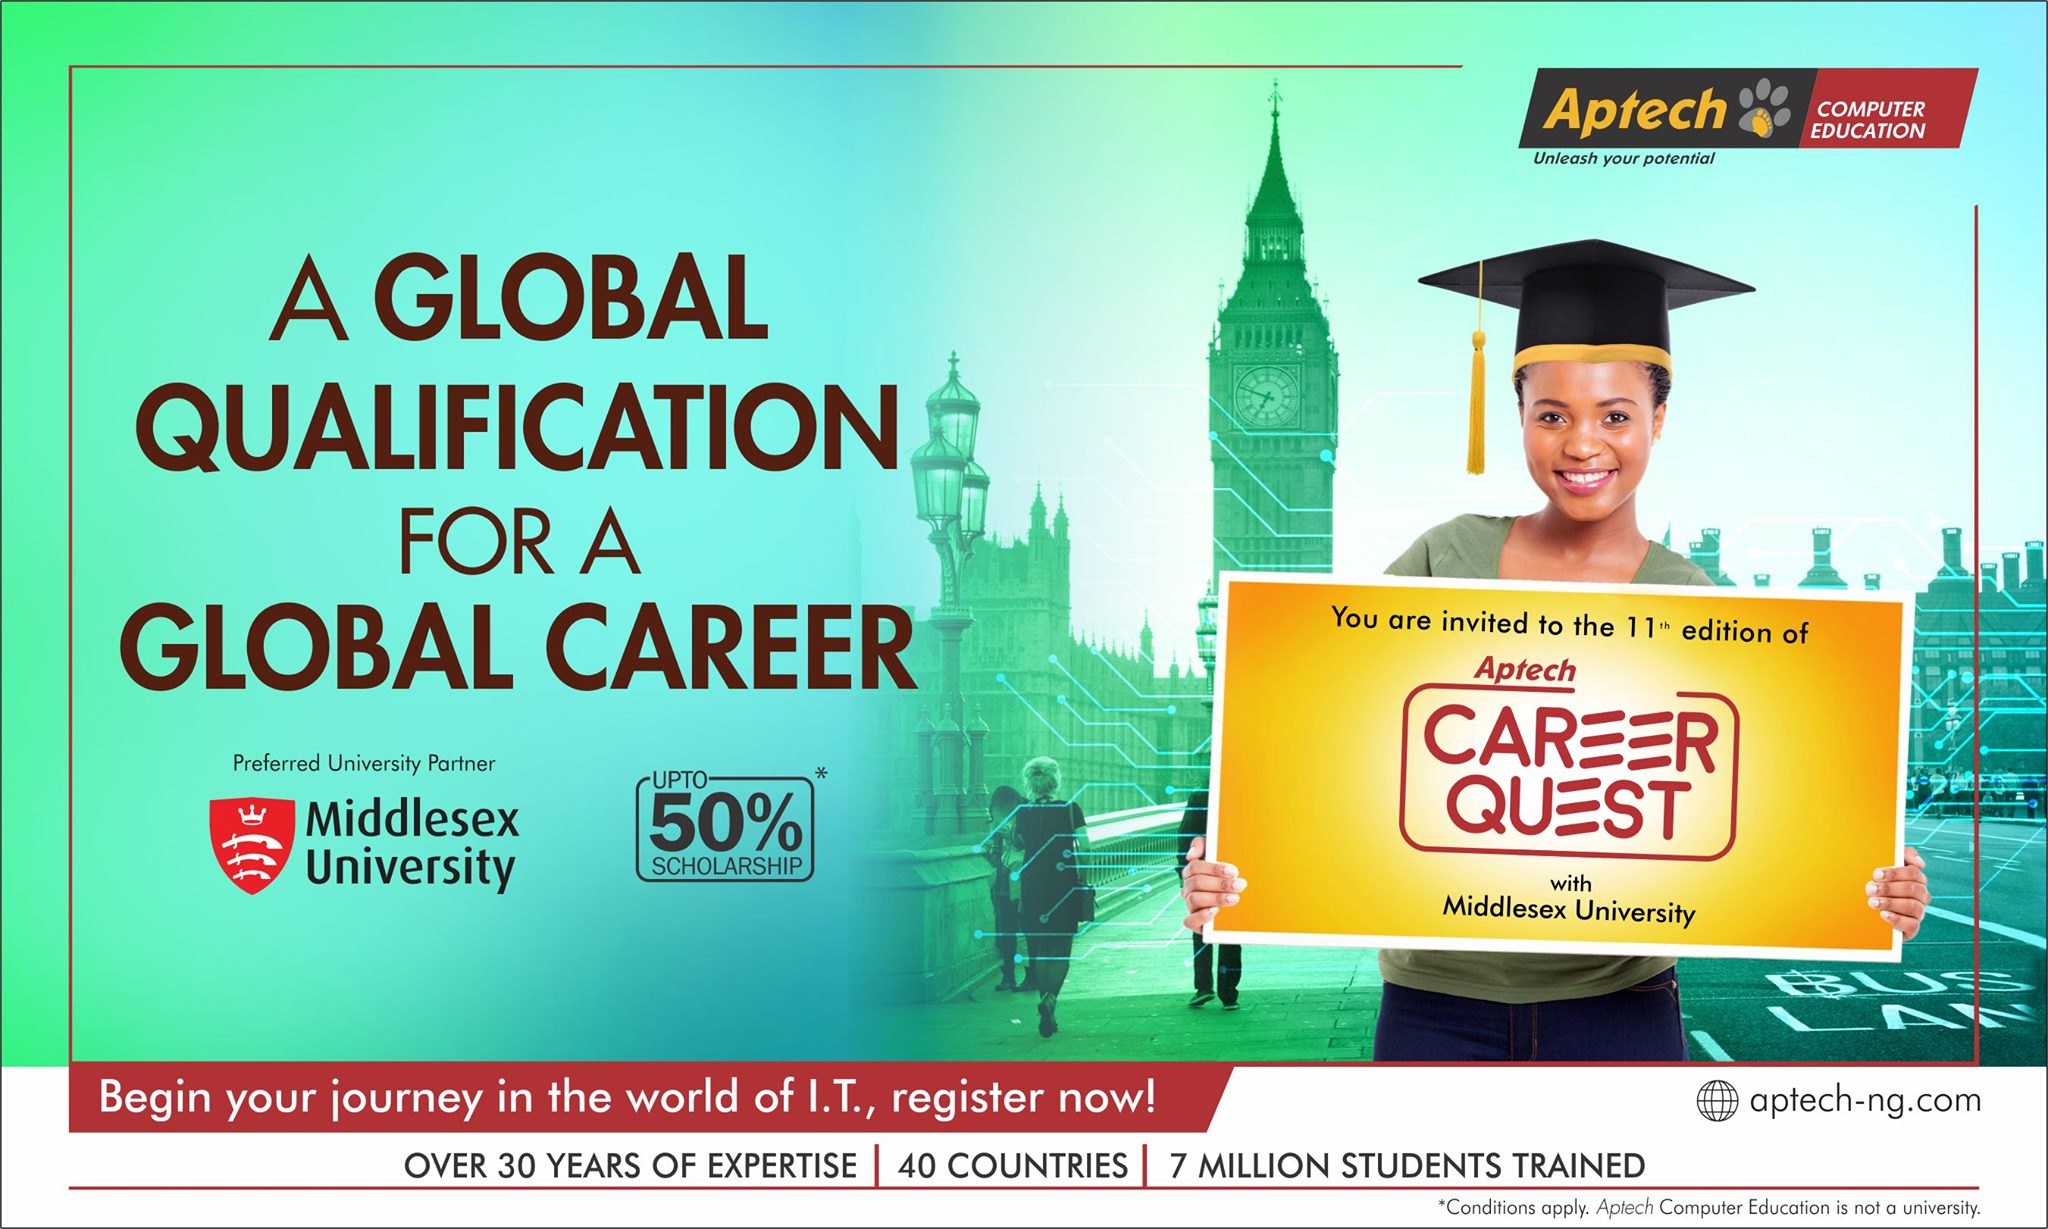 Aptech
COMPUTER
EDUCATION
Unleash your potential
A GLOBAL
QUALIFICATION
FOR A
GLOBAL CAREER
Preferred University Partner
Middlesex
University
UPTO
50%
*
SCHOLARSHIP
You are invited to the 11th edition of
Aptech
CAREER
QUEST
with
Middlesex University
BUS
LAN
Begin your journey in the world of I.T., register now!
aptech-ng.com
OVER 30 YEARS OF EXPERTISE | 40 COUNTRIES | 7 MILLION STUDENTS TRAINED
*Conditions apply. Aptech Computer Education is not a university.